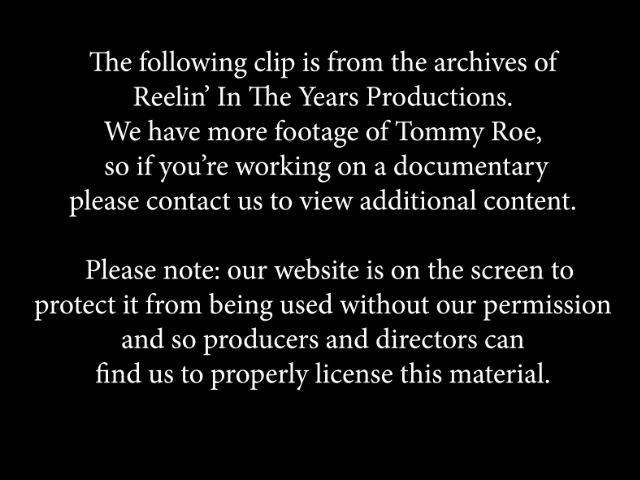 The following clip is from the archives of
Reelin’ In The Years Productions.
We have more footage of Tommy Roe,
so if you’re working on a documentary
please contact us to view additional content.
Please note: our website is on the screen to
protect it from being used without our permission
and so producers and directors can
find us to properly license this material.